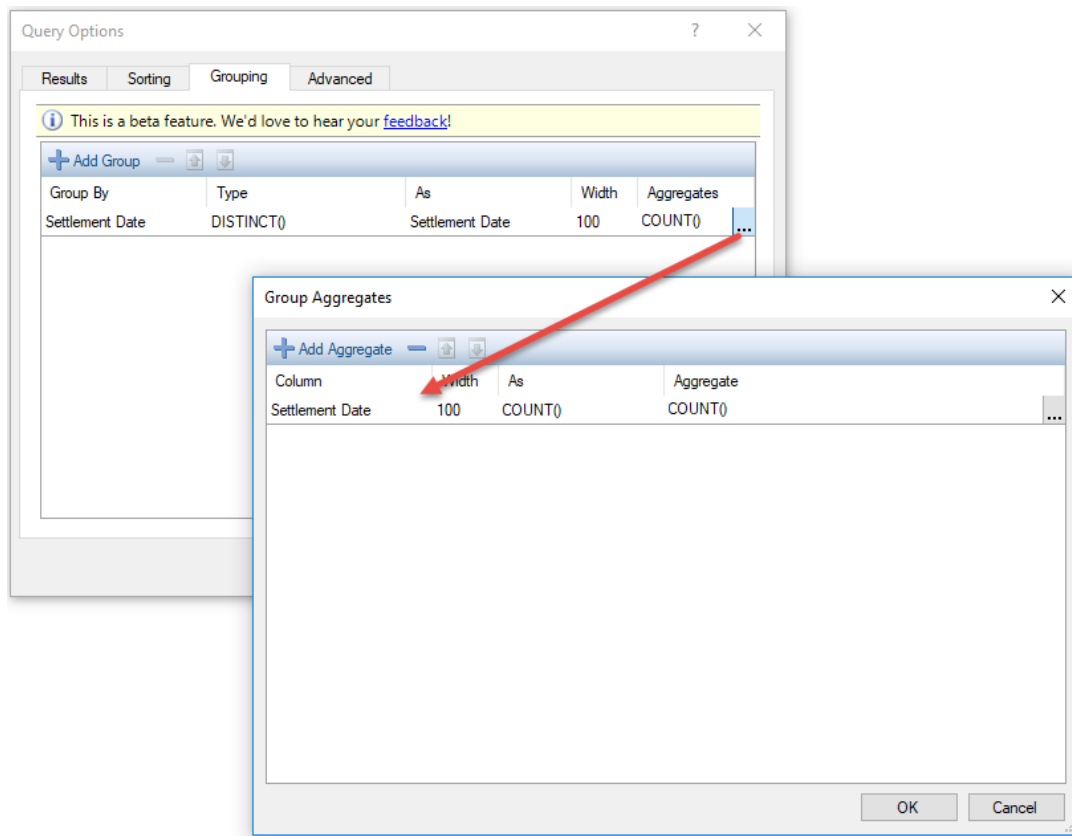 Query Options ?
Results Sorting Grouping Advanced
This is a beta feature. We'd love to hear your feedback!
Add Group
Group By Type As Width Aggregates
Settlement Date DISTINCT() Settlement Date 100 COUNT() ...
Group Aggregates
Add Aggregate
Column Width As Aggregate
Settlement Date 100 COUNT() COUNT() ...
OK Cancel